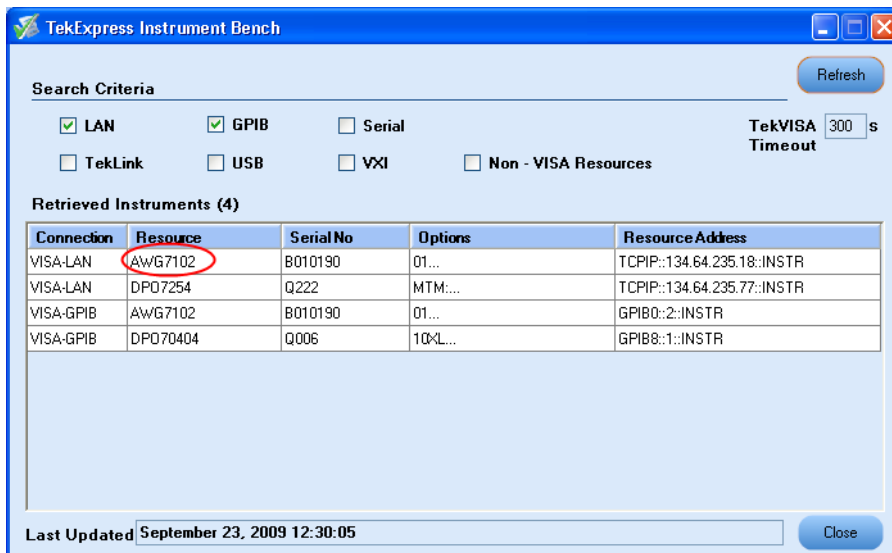 TekExpress Instrument Bench
Refresh
Search Criteria
LAN GPIB Serial TekVISA 300 s
Timeout
TekLink USB VXI Non - VISA Resources
Retrieved Instruments (4)
Connection Resource Serial No Options Resource Address
VISA-LAN AWG7102 B010190 01... TCPIP::134.64.235.18::INSTR
VISA-LAN DPO7254 Q222 MTM:... TCPIP::134.64.235.77::INSTR
VISA-GPIB AWG7102 B010190 01... GPIB0::2::INSTR
VISA-GPIB DPO70404 Q006 10XL... GPIB8::1::INSTR
Last Updated September 23, 2009 12:30:05 Close